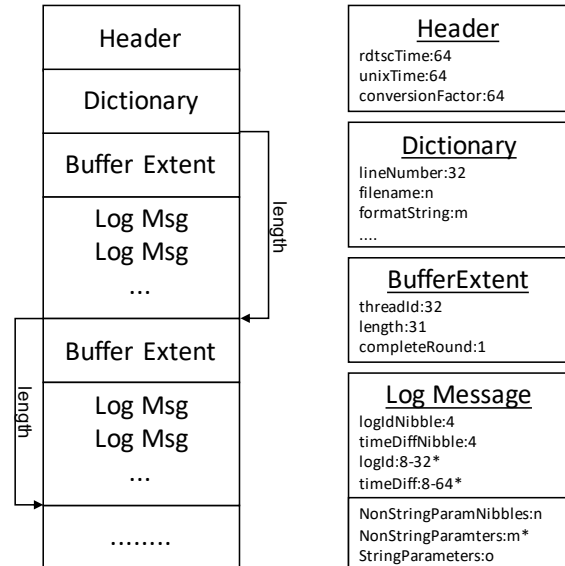 Header
Dictionary
Buffer Extent
Log Msg
Log Msg
...
length
Buffer Extent
Log Msg
Log Msg
...
length
........
Header
rdtscTime:64
unixTime:64
conversionFactor:64
Dictionary
lineNumber:32
filename:n
formatString:m
....
BufferExtent
threadId:32
length:31
completeRound:1
Log Message
logIdNibble:4
timeDiffNibble:4
logId:8-32*
timeDiff:8-64*
NonStringParamNibbles:n
NonStringParamters:m*
StringParameters:o